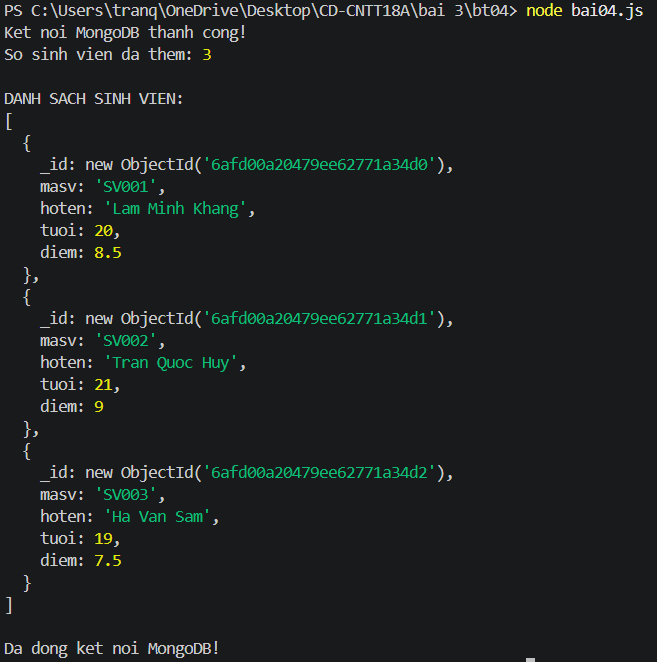 PS C:\Users\tranq\OneDrive\Desktop\CD-CNTT18A\bai 3\bt04> node bai04.js
Ket noi MongoDB thanh cong!
So sinh vien da them: 3

DANH SACH SINH VIEN:
[
  {
    _id: new ObjectId('6afd00a20479ee62771a34d0'),
    masv: 'SV001',
    hoten: 'Lam Minh Khang',
    tuoi: 20,
    diem: 8.5
  },
  {
    _id: new ObjectId('6afd00a20479ee62771a34d1'),
    masv: 'SV002',
    hoten: 'Tran Quoc Huy',
    tuoi: 21,
    diem: 9
  },
  {
    _id: new ObjectId('6afd00a20479ee62771a34d2'),
    masv: 'SV003',
    hoten: 'Ha Van Sam',
    tuoi: 19,
    diem: 7.5
  }
]

Da dong ket noi MongoDB!